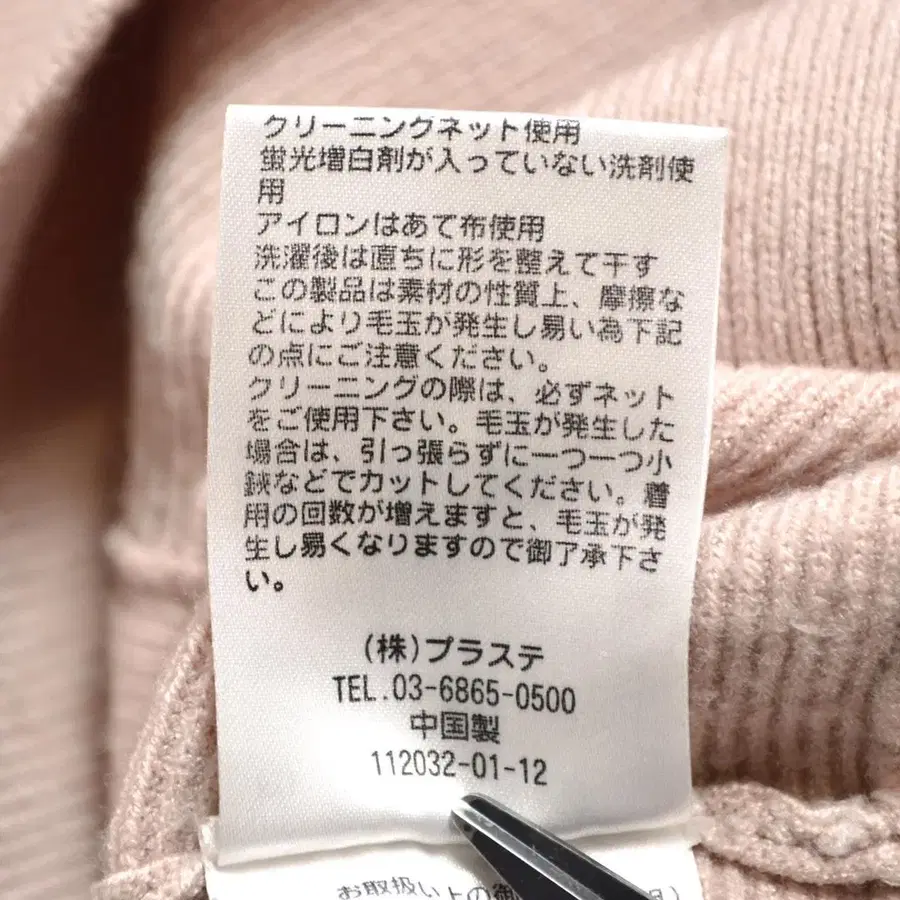 クリーニングネット使用
蛍光増白剤が入っていない洗剤使
用
アイロンはあて布使用
洗濯後は直ちに形を整えて干す
この製品は素材の性質上、摩擦な
どにより毛玉が発生し易い為下記
の点にご注意ください。
クリーニングの際は、必ずネット
をご使用下さい。毛玉が発生した
場合は、引っ張らずに一つ一つ小
鋏などでカットしてください。着
用の回数が増えますと、毛玉が発
生し易くなりますので御了承下さ
い。
(株)プラステ
TEL.03-6865-0500
中国製
112032-01-12
お取扱い上の御